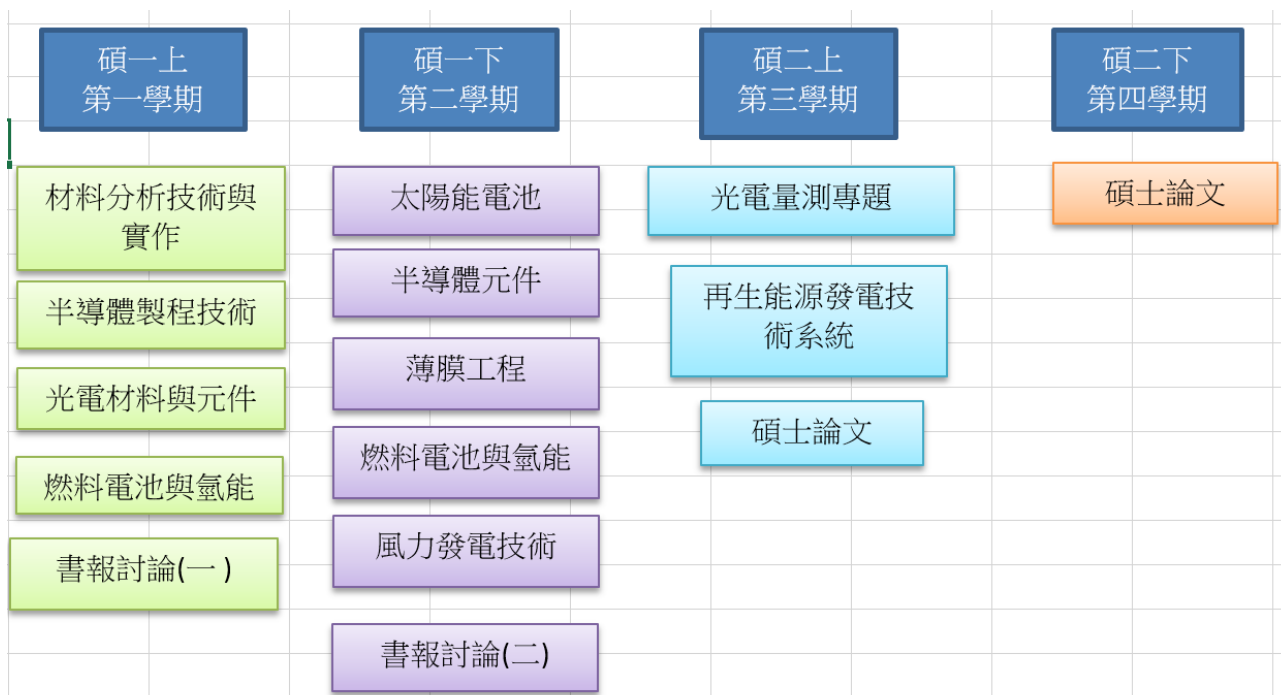 碩一上
第一學期
碩一下
第二學期
碩二上
第三學期
碩二下
第四學期
材料分析技術與
實作
半導體製程技術
光電材料與元件
燃料電池與氫能
書報討論(一 )
太陽能電池
半導體元件
薄膜工程
燃料電池與氫能
風力發電技術
書報討論(二)
光電量測專題
再生能源發電技
術系統
碩士論文
碩士論文